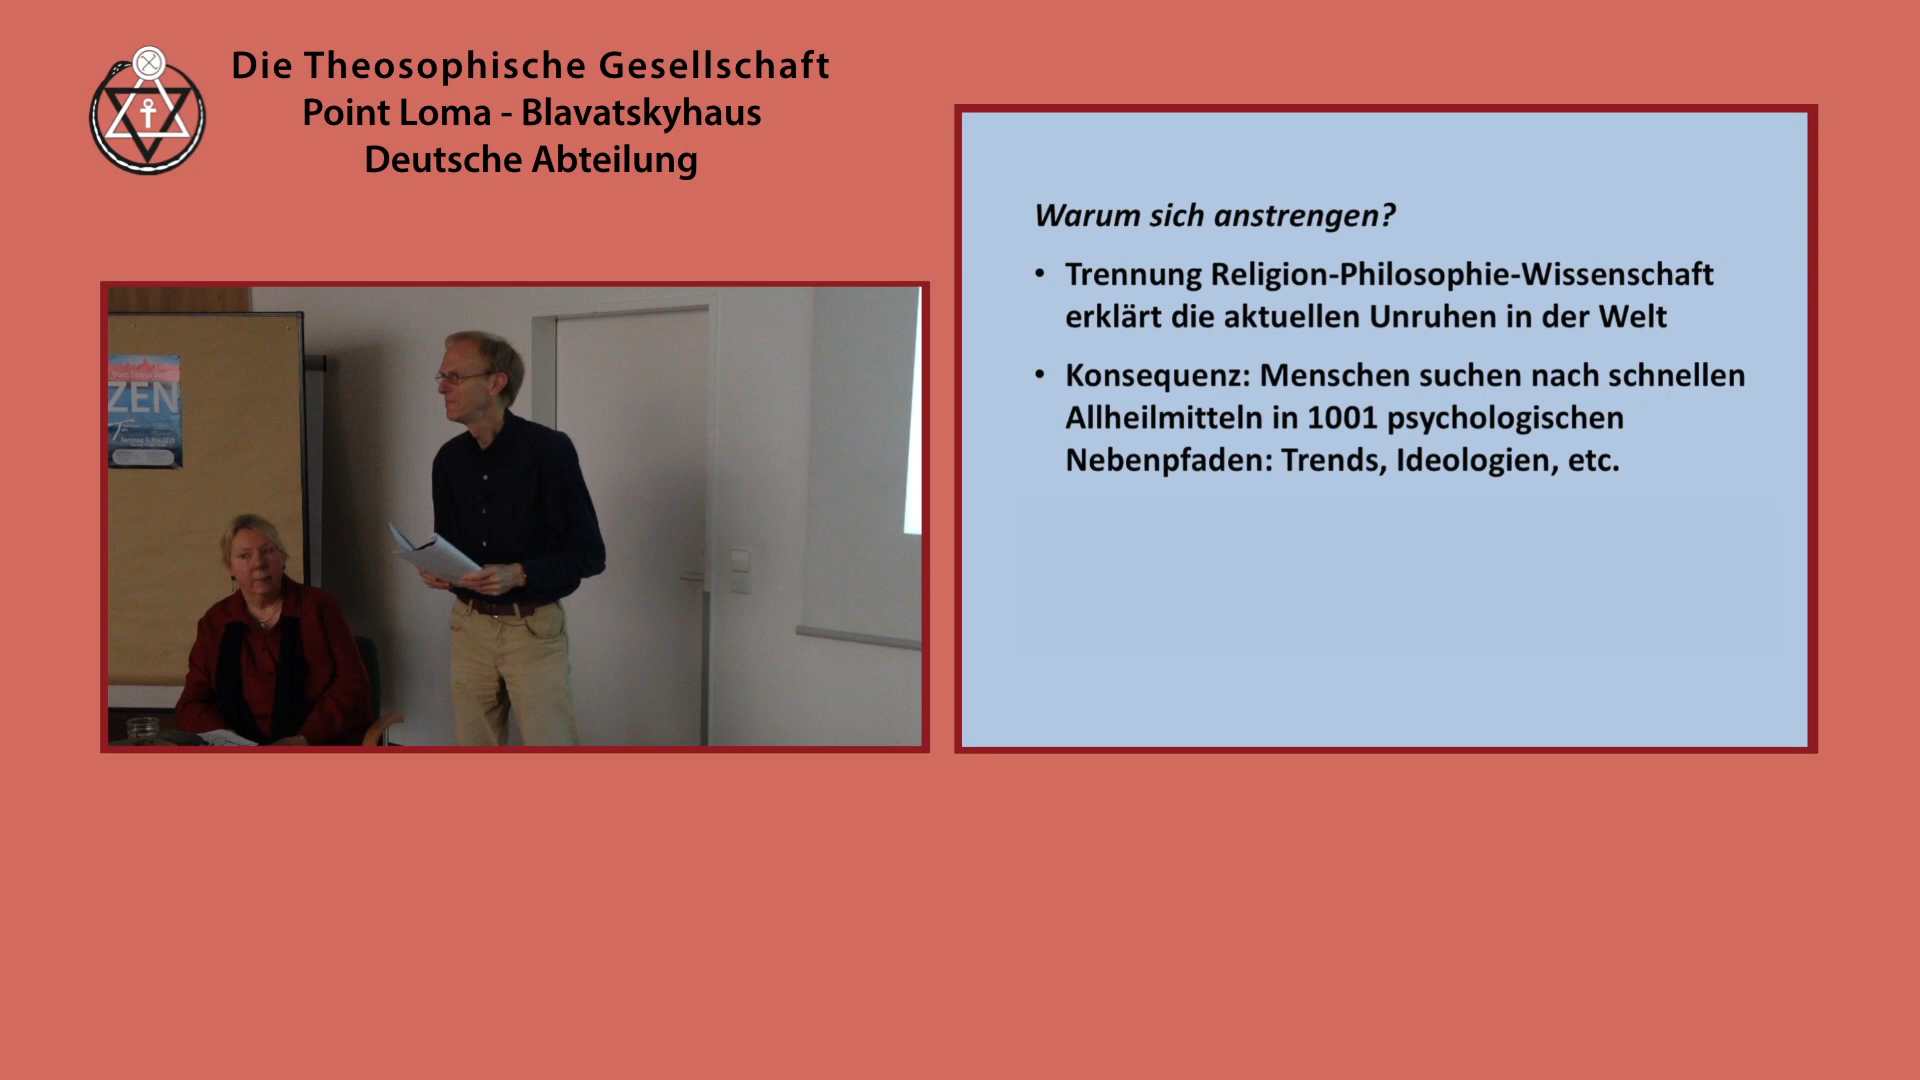 Die Theosophische Gesellschaft
Point Loma - Blavatskyhaus
Deutsche Abteilung
Warum sich anstrengen?
• Trennung Religion-Philosophie-Wissenschaft
erklärt die aktuellen Unruhen in der Welt
• Konsequenz: Menschen suchen nach schnellen
Allheilmitteln in 1001 psychologischen
Nebenpfaden: Trends, Ideologien, etc.
ZEN